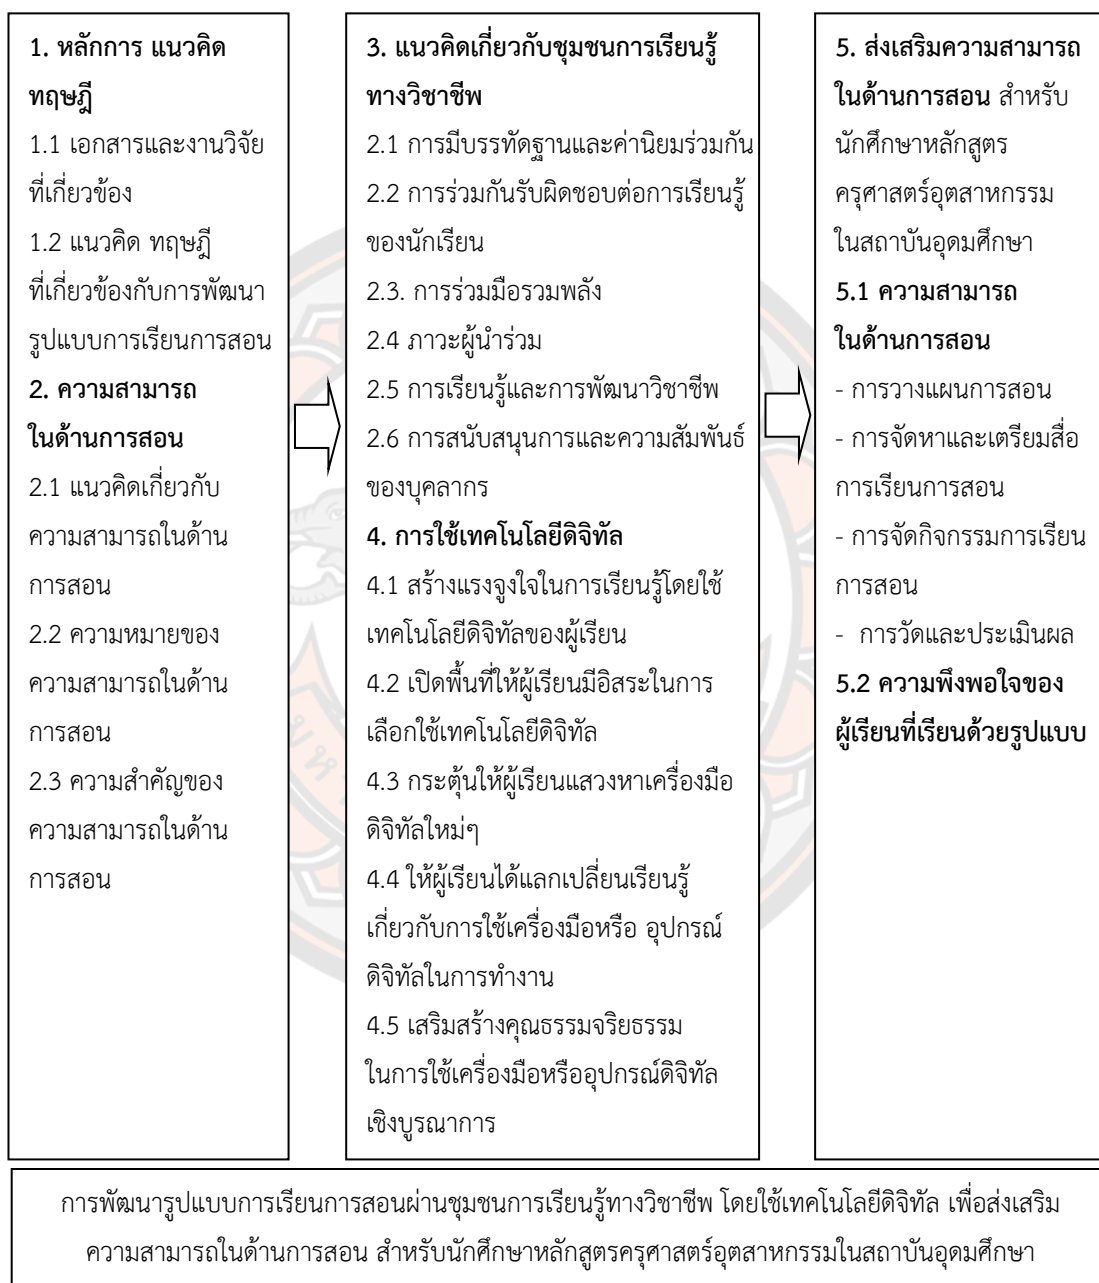 1. หลักการ แนวคิด
ทฤษฎี
1.1 เอกสารและงานวิจัย
ที่เกี่ยวข้อง
1.2 แนวคิด ทฤษฎี
ที่เกี่ยวข้องกับการพัฒนา
รูปแบบการเรียนการสอน
2. ความสามารถ
ในด้านการสอน
2.1 แนวคิดเกี่ยวกับ
ความสามารถในด้าน
การสอน
2.2 ความหมายของ
ความสามารถในด้าน
การสอน
2.3 ความสำคัญของ
ความสามารถในด้าน
การสอน
3. แนวคิดเกี่ยวกับชุมชนการเรียนรู้
ทางวิชาชีพ
2.1 การมีบรรทัดฐานและค่านิยมร่วมกัน
2.2 การร่วมกันรับผิดชอบต่อการเรียนรู้
ของนักเรียน
2.3. การร่วมมือรวมพลัง
2.4 ภาวะผู้นำร่วม
2.5 การเรียนรู้และการพัฒนาวิชาชีพ
2.6 การสนับสนุนการและความสัมพันธ์
ของบุคลากร
4. การใช้เทคโนโลยีดิจิทัล
4.1 สร้างแรงจูงใจในการเรียนรู้โดยใช้
เทคโนโลยีดิจิทัลของผู้เรียน
4.2 เปิดพื้นที่ให้ผู้เรียนมีอิสระในการ
เลือกใช้เทคโนโลยีดิจิทัล
4.3 กระตุ้นให้ผู้เรียนแสวงหาเครื่องมือ
ดิจิทัลใหม่ๆ
4.4 ให้ผู้เรียนได้แลกเปลี่ยนเรียนรู้
เกี่ยวกับการใช้เครื่องมือหรือ อุปกรณ์
ดิจิทัลในการทำงาน
4.5 เสริมสร้างคุณธรรมจริยธรรม
ในการใช้เครื่องมือหรืออุปกรณ์ดิจิทัล
เชิงบูรณาการ
5. ส่งเสริมความสามารถ
ในด้านการสอน สำหรับ
นักศึกษาหลักสูตร
ครุศาสตร์อุตสาหกรรม
ในสถาบันอุดมศึกษา
5.1 ความสามารถ
ในด้านการสอน
- การวางแผนการสอน
- การจัดหาและเตรียมสื่อ
การเรียนการสอน
- การจัดกิจกรรมการเรียน
การสอน
- การวัดและประเมินผล
5.2 ความพึงพอใจของ
ผู้เรียนที่เรียนด้วยรูปแบบ
การพัฒนารูปแบบการเรียนการสอนผ่านชุมชนการเรียนรู้ทางวิชาชีพ โดยใช้เทคโนโลยีดิจิทัล เพื่อส่งเสริม
ความสามารถในด้านการสอน สำหรับนักศึกษาหลักสูตรครุศาสตร์อุตสาหกรรมในสถาบันอุดมศึกษา